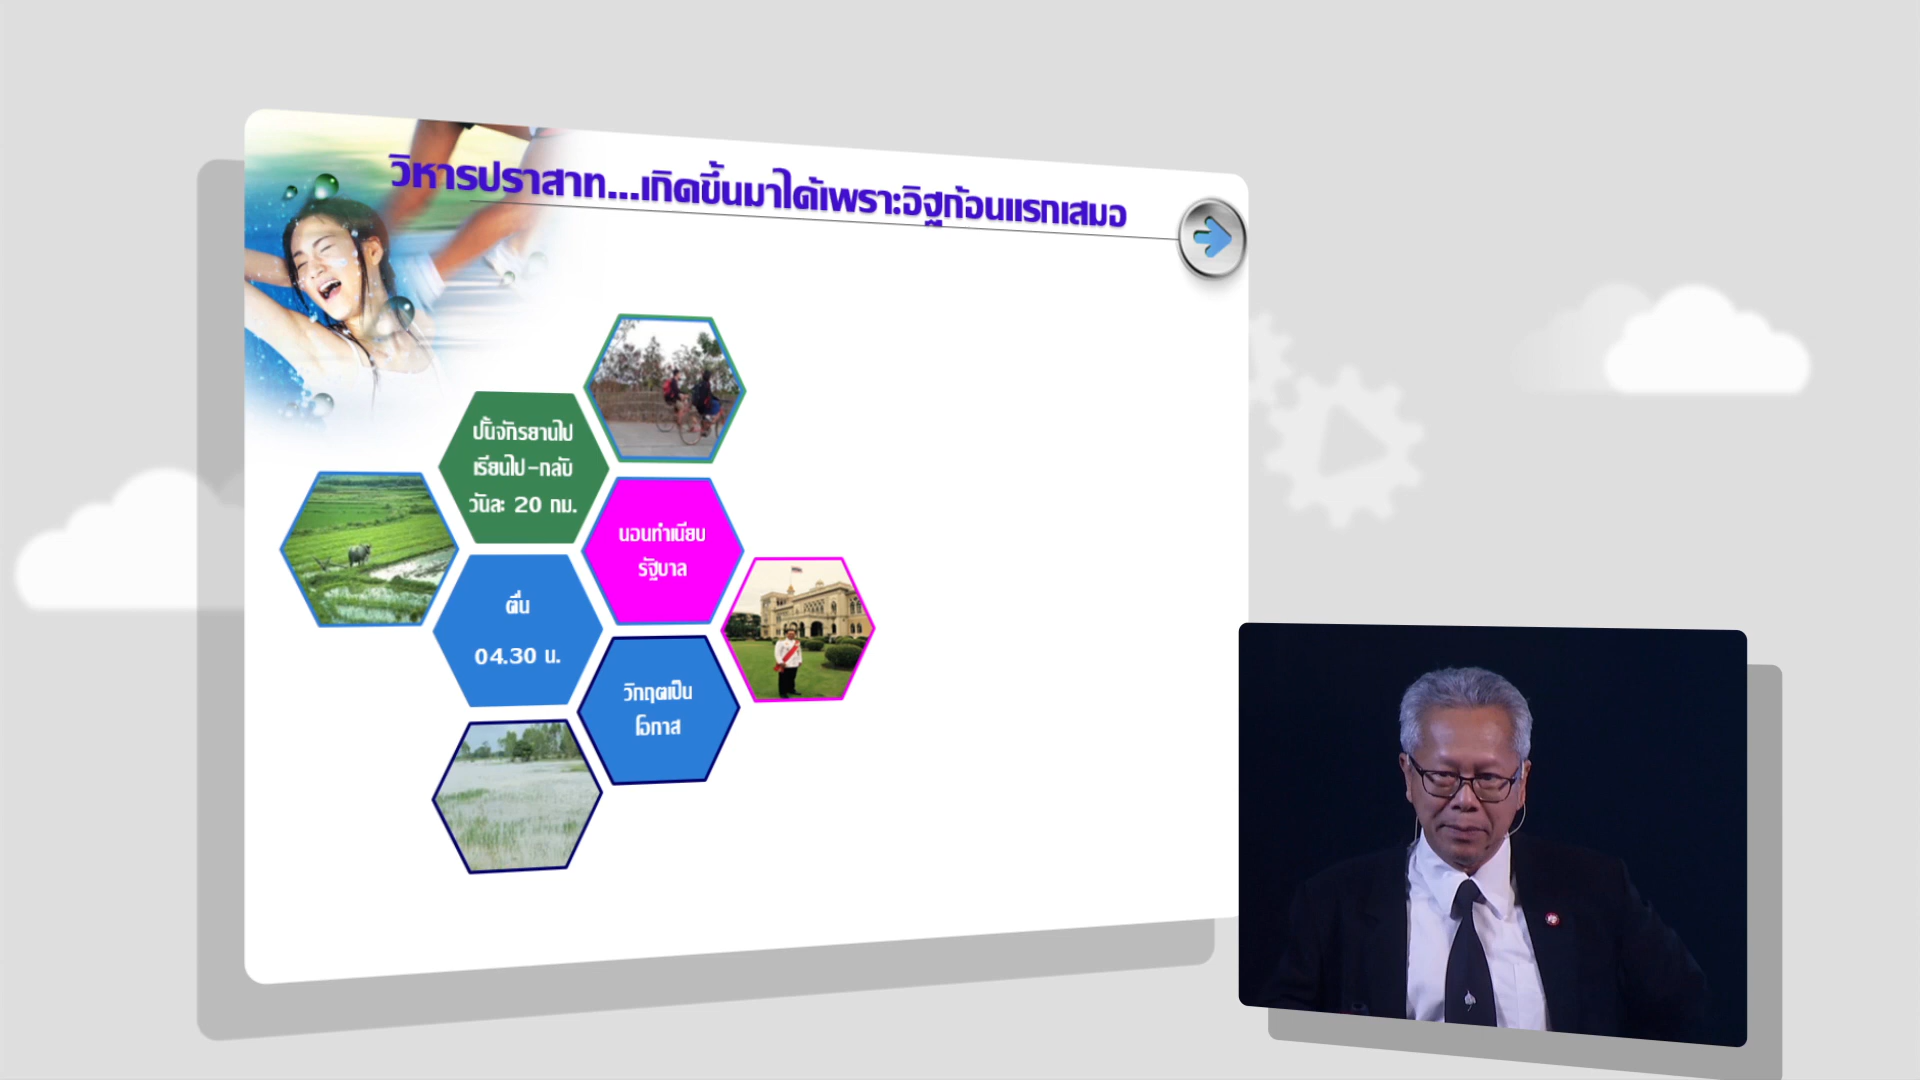 วิหารปราสาท...เกิดขึ้นมาได้เพราะอิฐก้อนแรกเสมอ
ปั่นจักรยานไป
เรียนไป-กลับ
วันละ 20 กม.
นอนทำเนียบ
รัฐบาล
ตื่น
04.30 น.
วิกฤตเป็น
โอกาส